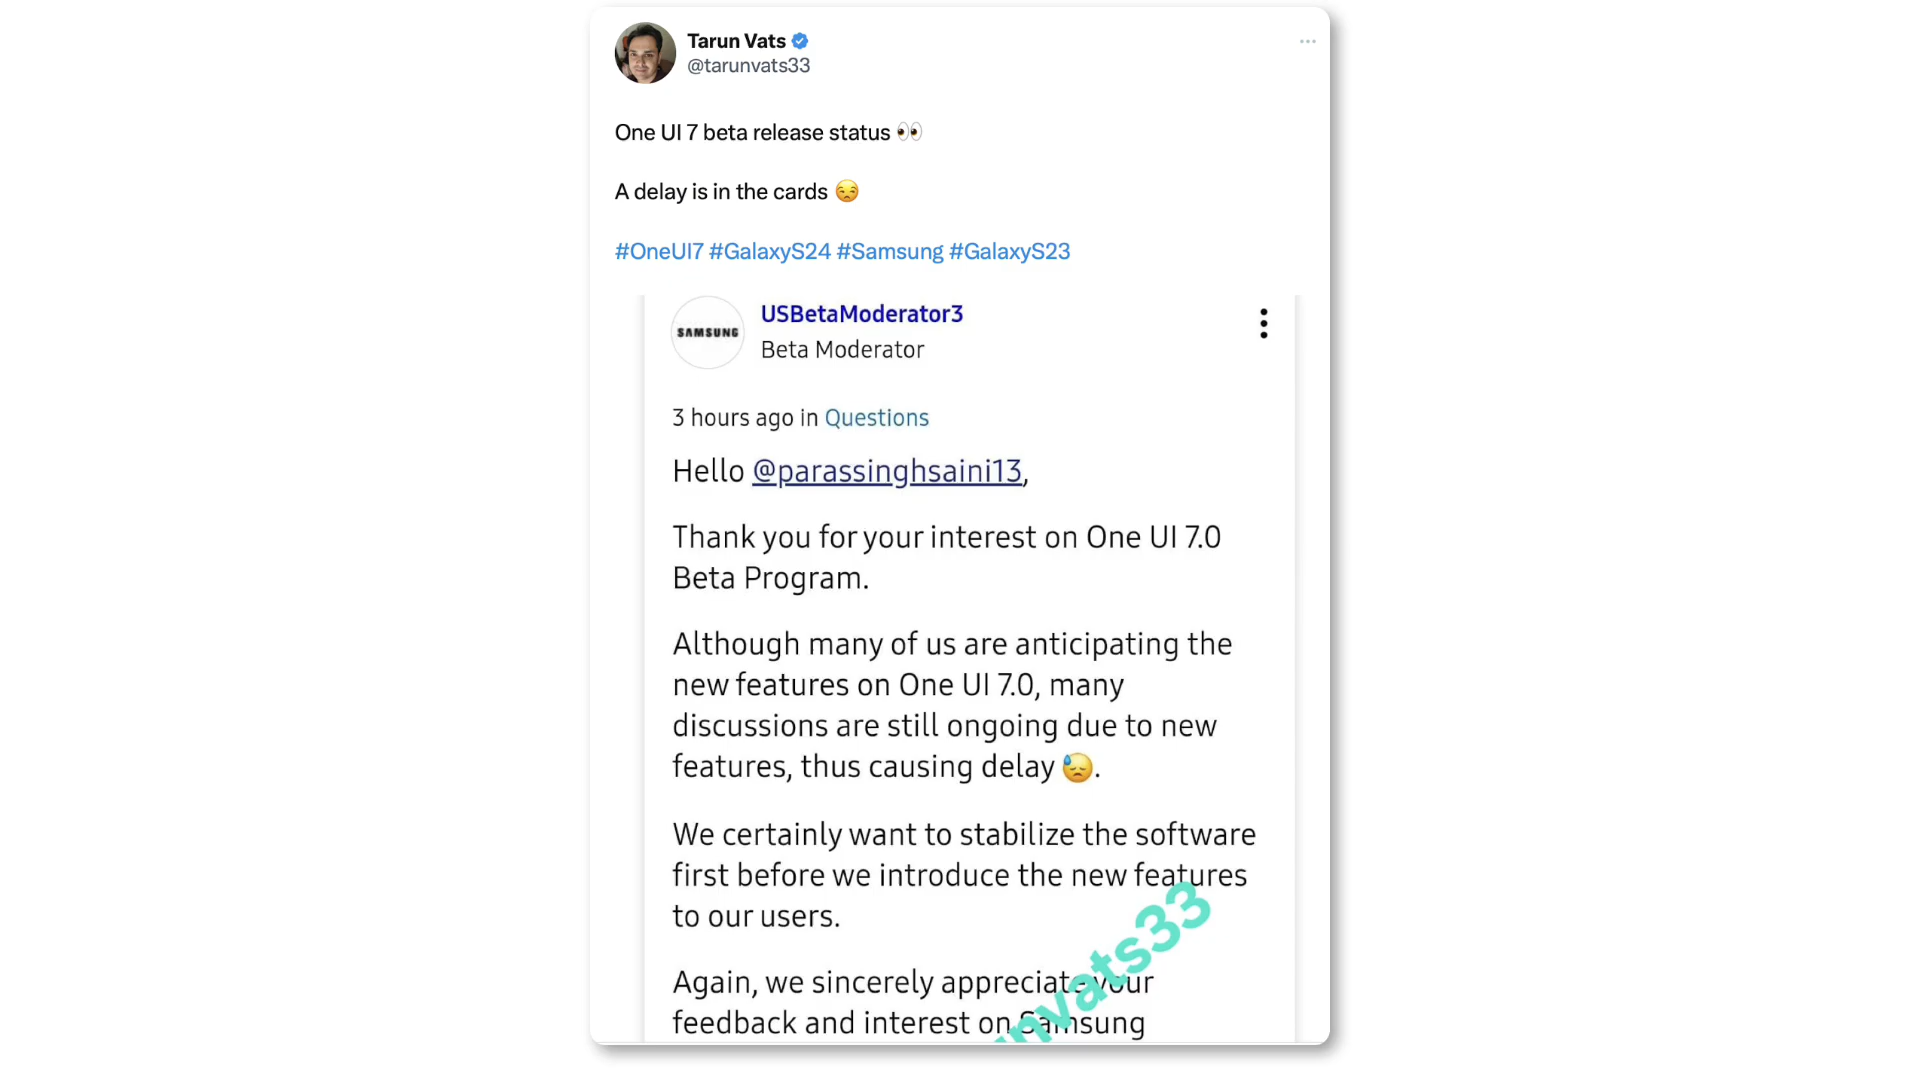 Tarun Vats
@tarunvats33
One UI 7 beta release status 👀
A delay is in the cards 😒
#OneUI7 #GalaxyS24 #Samsung #GalaxyS23
SAMSUNG
USBetaModerator3
Beta Moderator
3 hours ago in Questions
Hello @parassinghsaini13,
Thank you for your interest on One UI 7.0
Beta Program.
Although many of us are anticipating the
new features on One UI 7.0, many
discussions are still ongoing due to new
features, thus causing delay 😓.
We certainly want to stabilize the software
first before we introduce the new features
to our users.
Again, we sincerely appreciate your
feedback and interest on Samsung
nvats33